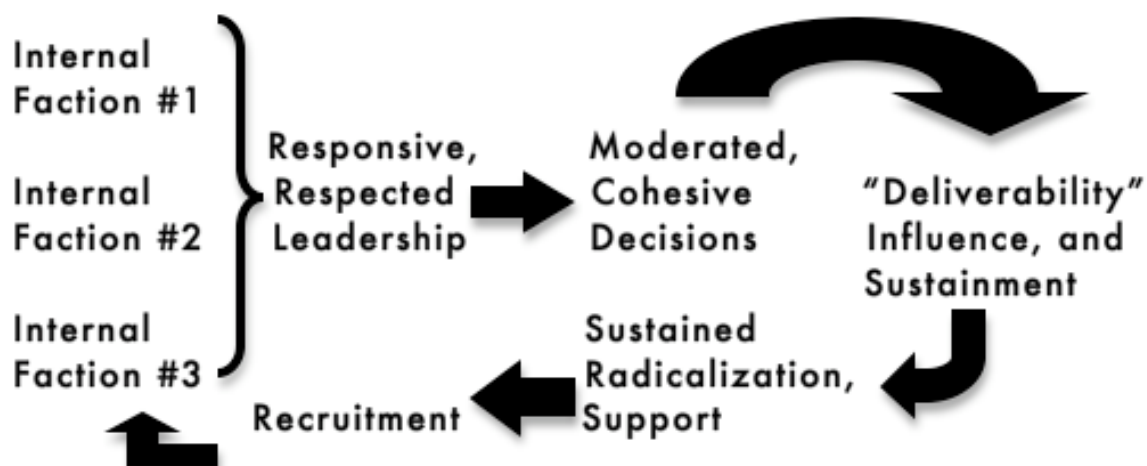 Internal
Faction #1
Internal
Faction #2
Internal
Faction #3
Responsive,
Respected
Leadership
Moderated,
Cohesive
Decisions
“Deliverability”
Influence, and
Sustainment
Sustained
Radicalization,
Support
Recruitment